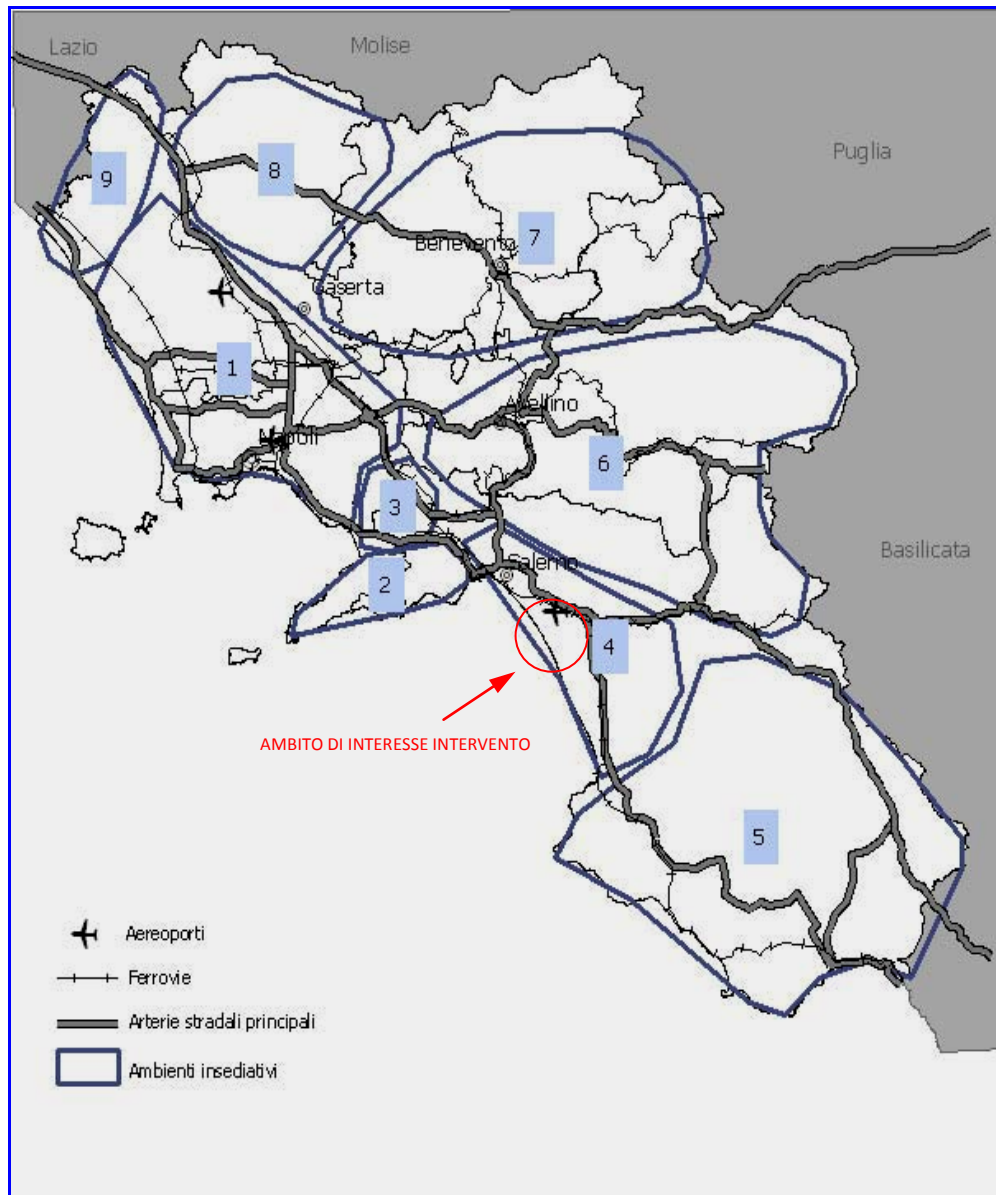 Lazio
Molise
Puglia
9
8
7
Benevento
Caserta
1
Avellino
Napoli
6
3
Basilicata
Salerno
2
4
AMBITO DI INTERESSE INTERVENTO
5
Aereoporti
Ferrovie
Arterie stradali principali
Ambienti insediativi